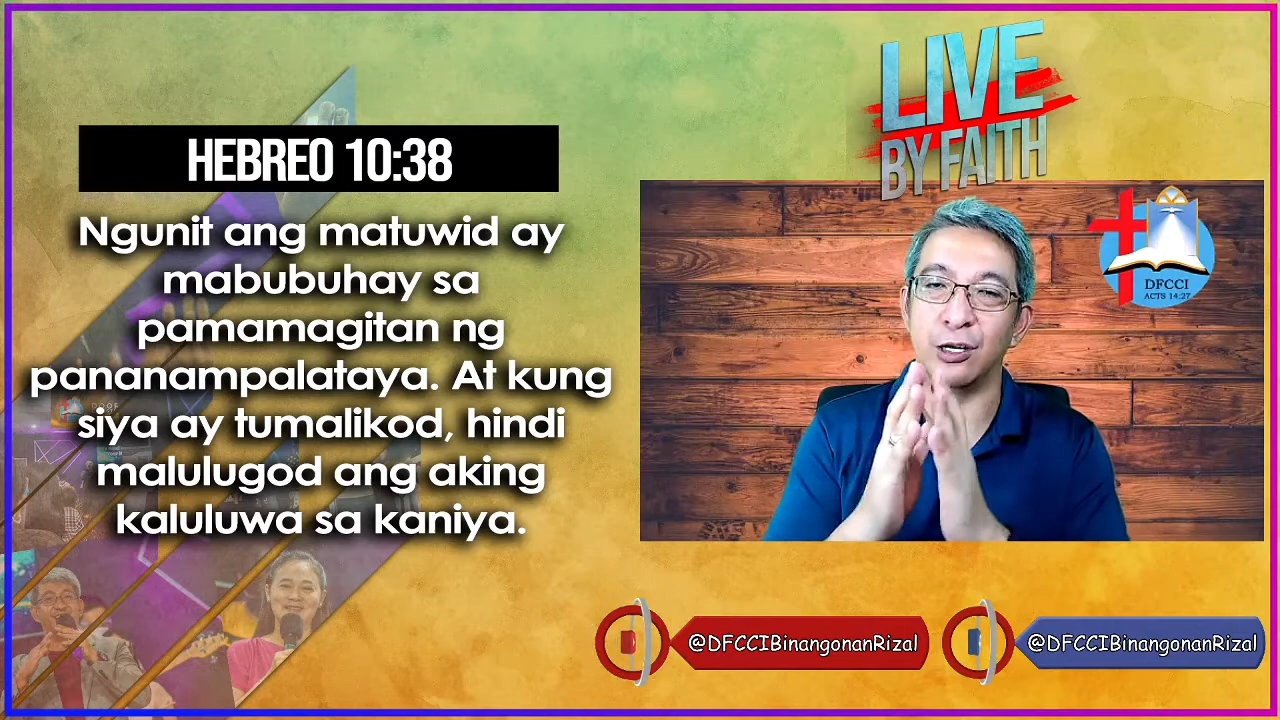 HEBREO 10:38
Ngunit ang matuwid ay
mabubuhay sa
pamamagitan ng
pananampalataya. At kung
siya ay tumalikod, hindi
malulugod ang aking
kaluluwa sa kaniya.
LIVE
BY FAITH
DFCCI
ACTS 14:27
@DFCCIBinangonanRizal
@DFCCIBinangonanRizal